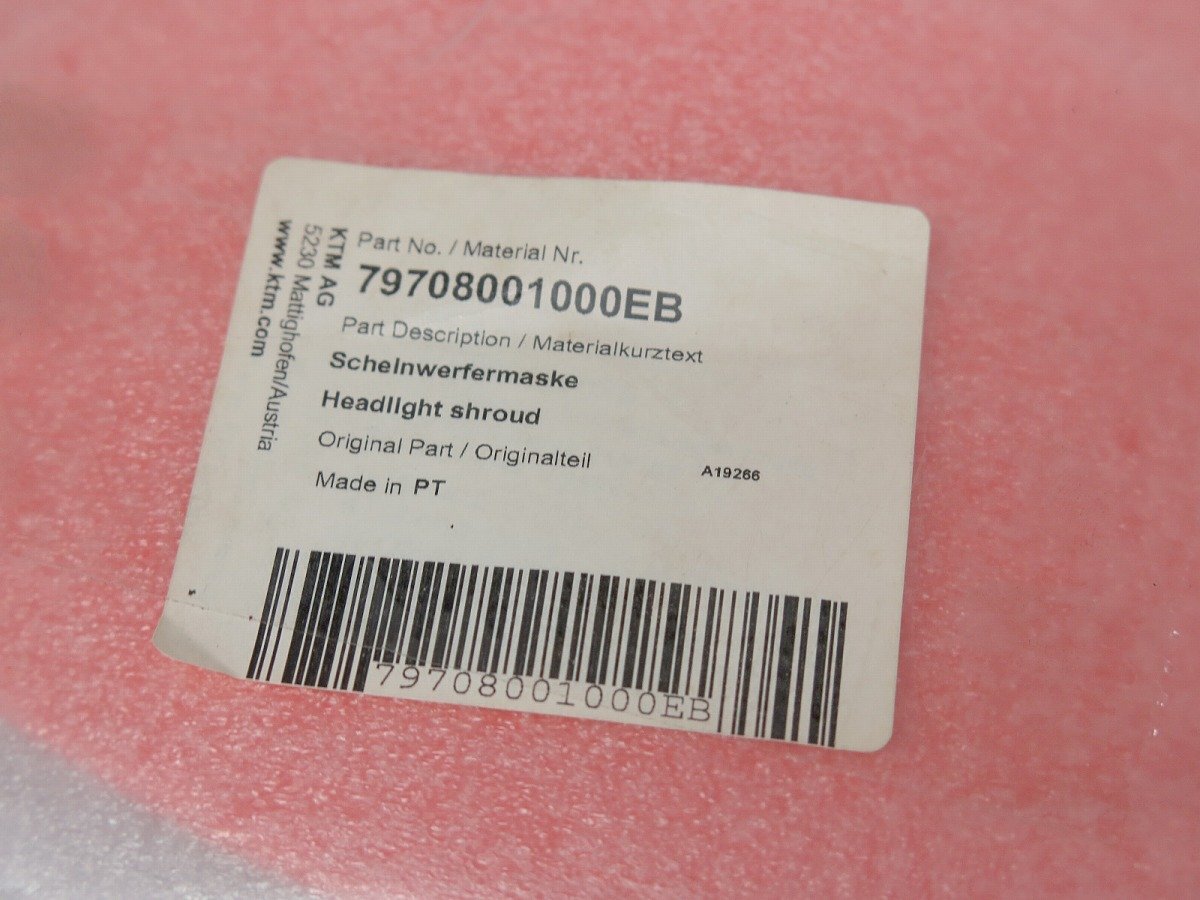 KTM AG
5230 Mattighofen/Austria
www.ktm.com
Part No. / Material Nr.
79708001000EB
Part Description / Materialkurztext
Scheinwerfermaske
Headlight shroud
Original Part / Originalteil
A19266
Made in PT
79708001000EB